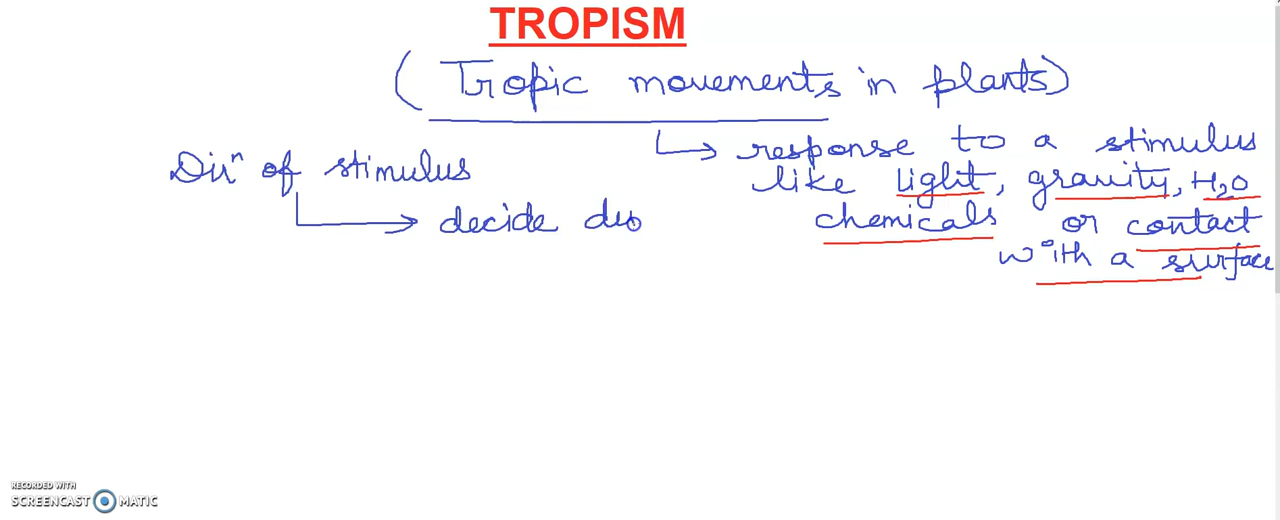 TROPISM
(Tropic movements in plants)
Dirⁿ of stimulus
↳ decide dir
↳ response to a stimulus
like light, gravity, H₂O
chemicals or contact
with a surface
RECORDED WITH
SCREENCAST MATIC